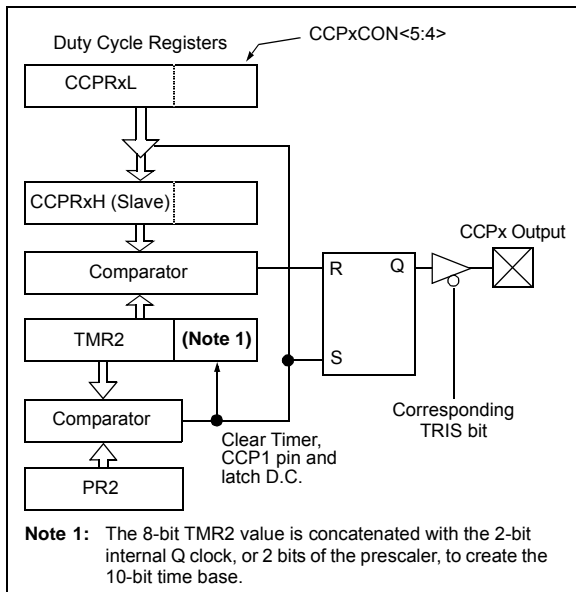 Duty Cycle Registers
CCPxCON<5:4>
CCPRxL
CCPRxH (Slave)
CCPx Output
Comparator
R
Q
TMR2
(Note 1)
S
Comparator
Clear Timer,
CCP1 pin and
latch D.C.
Corresponding
TRIS bit
PR2
Note 1: The 8-bit TMR2 value is concatenated with the 2-bit
internal Q clock, or 2 bits of the prescaler, to create the
10-bit time base.